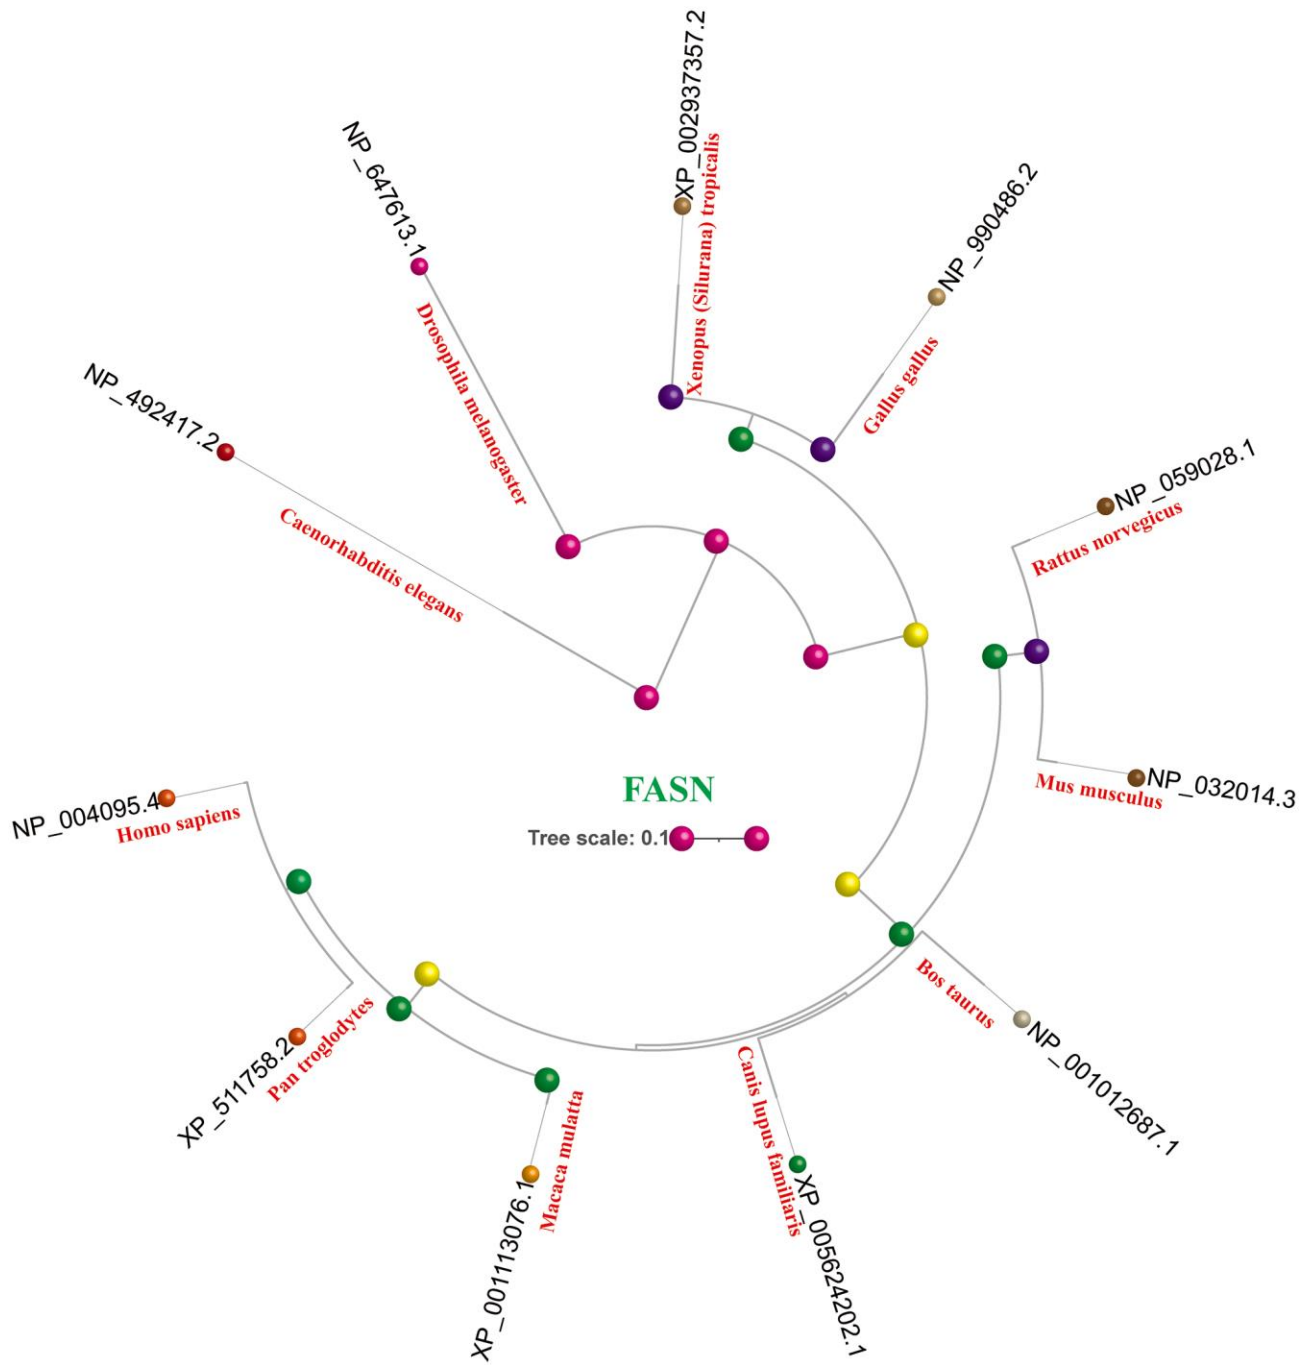 XP_002937357.2
Xenopus (Silurana) tropicalis
NP_990486.2
Gallus gallus
NP_647613.1
Drosophila melanogaster
NP_492417.2
Caenorhabditis elegans
NP_059028.1
Rattus norvegicus
NP_032014.3
Mus musculus
FASN
Tree scale: 0.1
NP_004095.4
Homo sapiens
XP_511758.2
Pan troglodytes
XP_001113076.1
Macaca mulatta
XP_005624202.1
Canis lupus familiaris
NP_001012687.1
Bos taurus